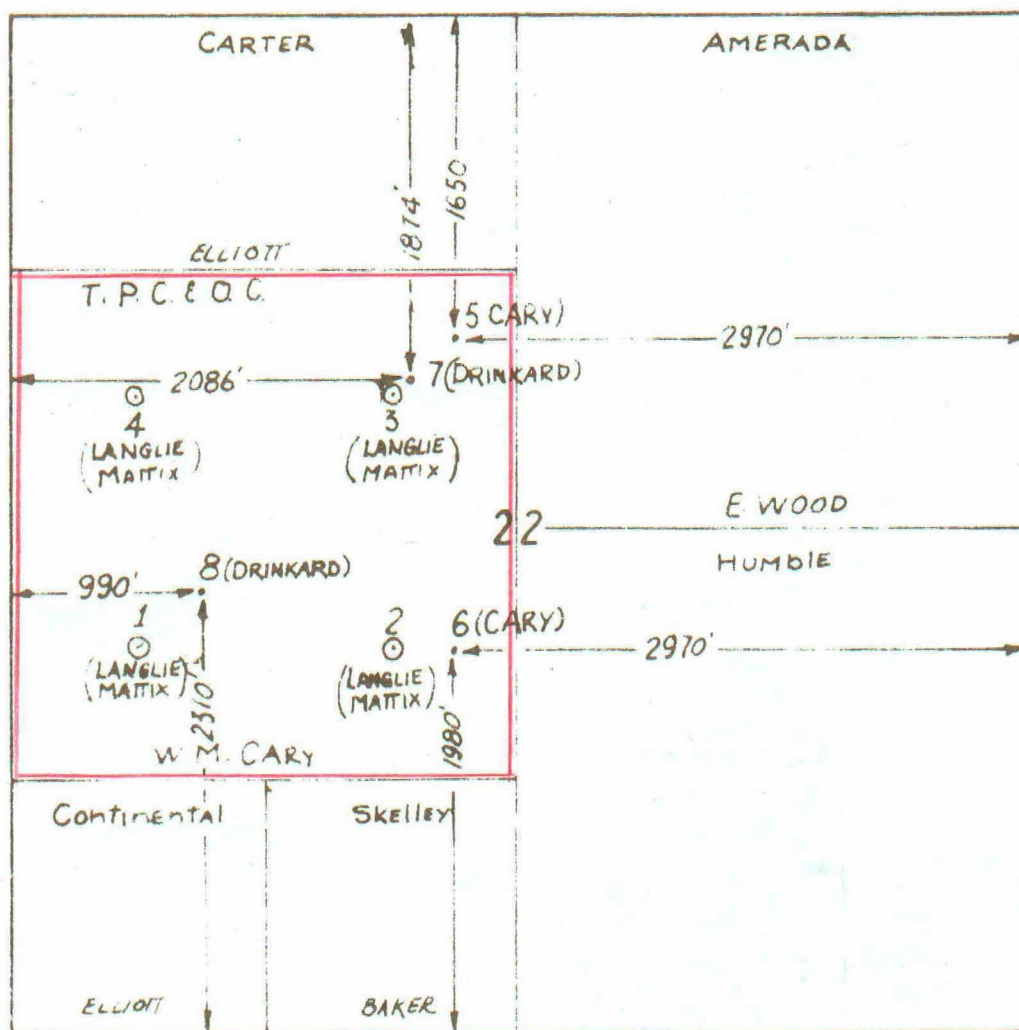 CARTER
AMERADA
1874'
1650
ELLIOTT
T. P. C. & O. C.
5 CARY)
2970'
2086'
7 (DRINKARD)
4
(LANGLIE
MATTIX)
3
(LANGLIE
MATTIX)
22
E. WOOD
HUMBLE
990'
8 (DRINKARD)
1
(LANGLIE
MATTIX)
2
(LANGLIE
MATTIX)
6 (CARY)
2970'
2310'
1980'
W. M. CARY
Continental
Skelley
ELLIOTT
BAKER